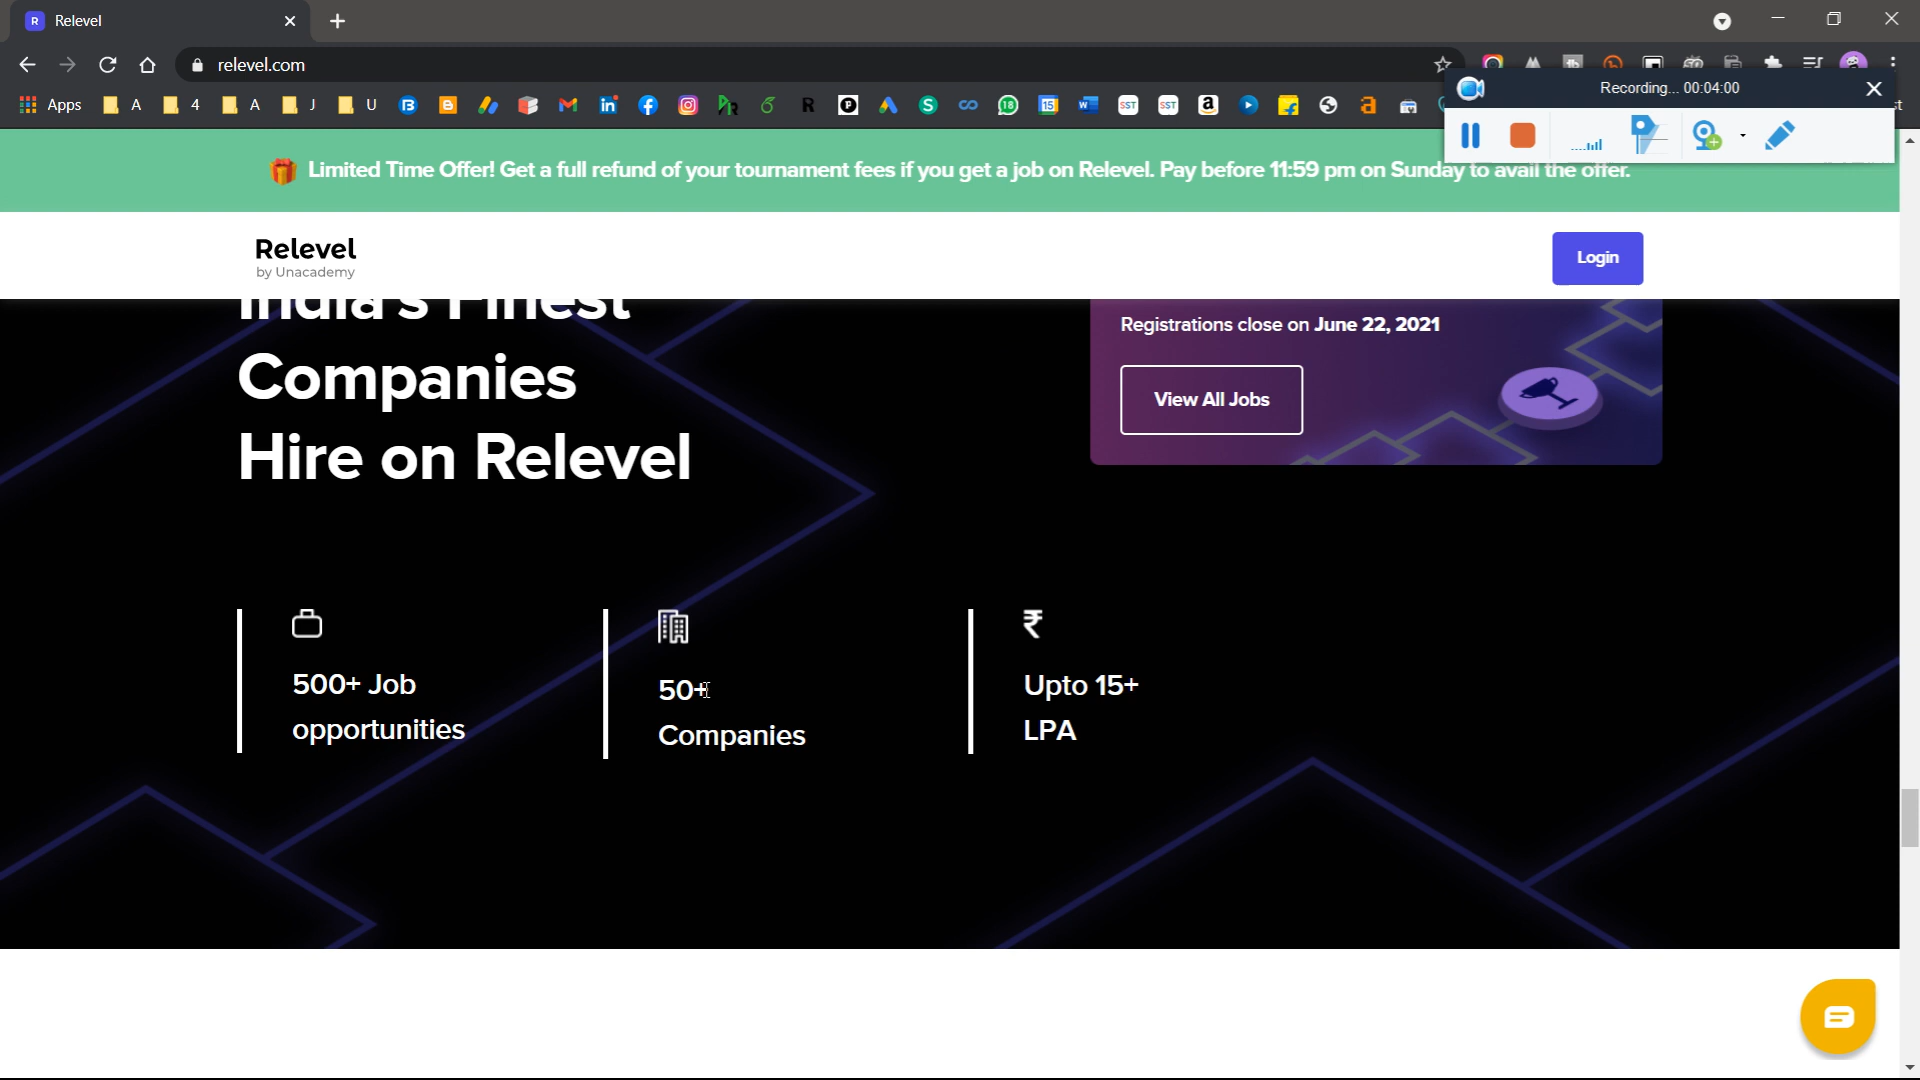 Relevel
relevel.com
Apps
A
4
A
J
U
Recording... 00:04:00
Limited Time Offer! Get a full refund of your tournament fees if you get a job on Relevel. Pay before 11:59 pm on Sunday to avail the offer.
Relevel
by Unacademy
Login
India's Finest
Companies
Hire on Relevel
Registrations close on June 22, 2021
View All Jobs
500+ Job
opportunities
50+
Companies
₹
Upto 15+
LPA